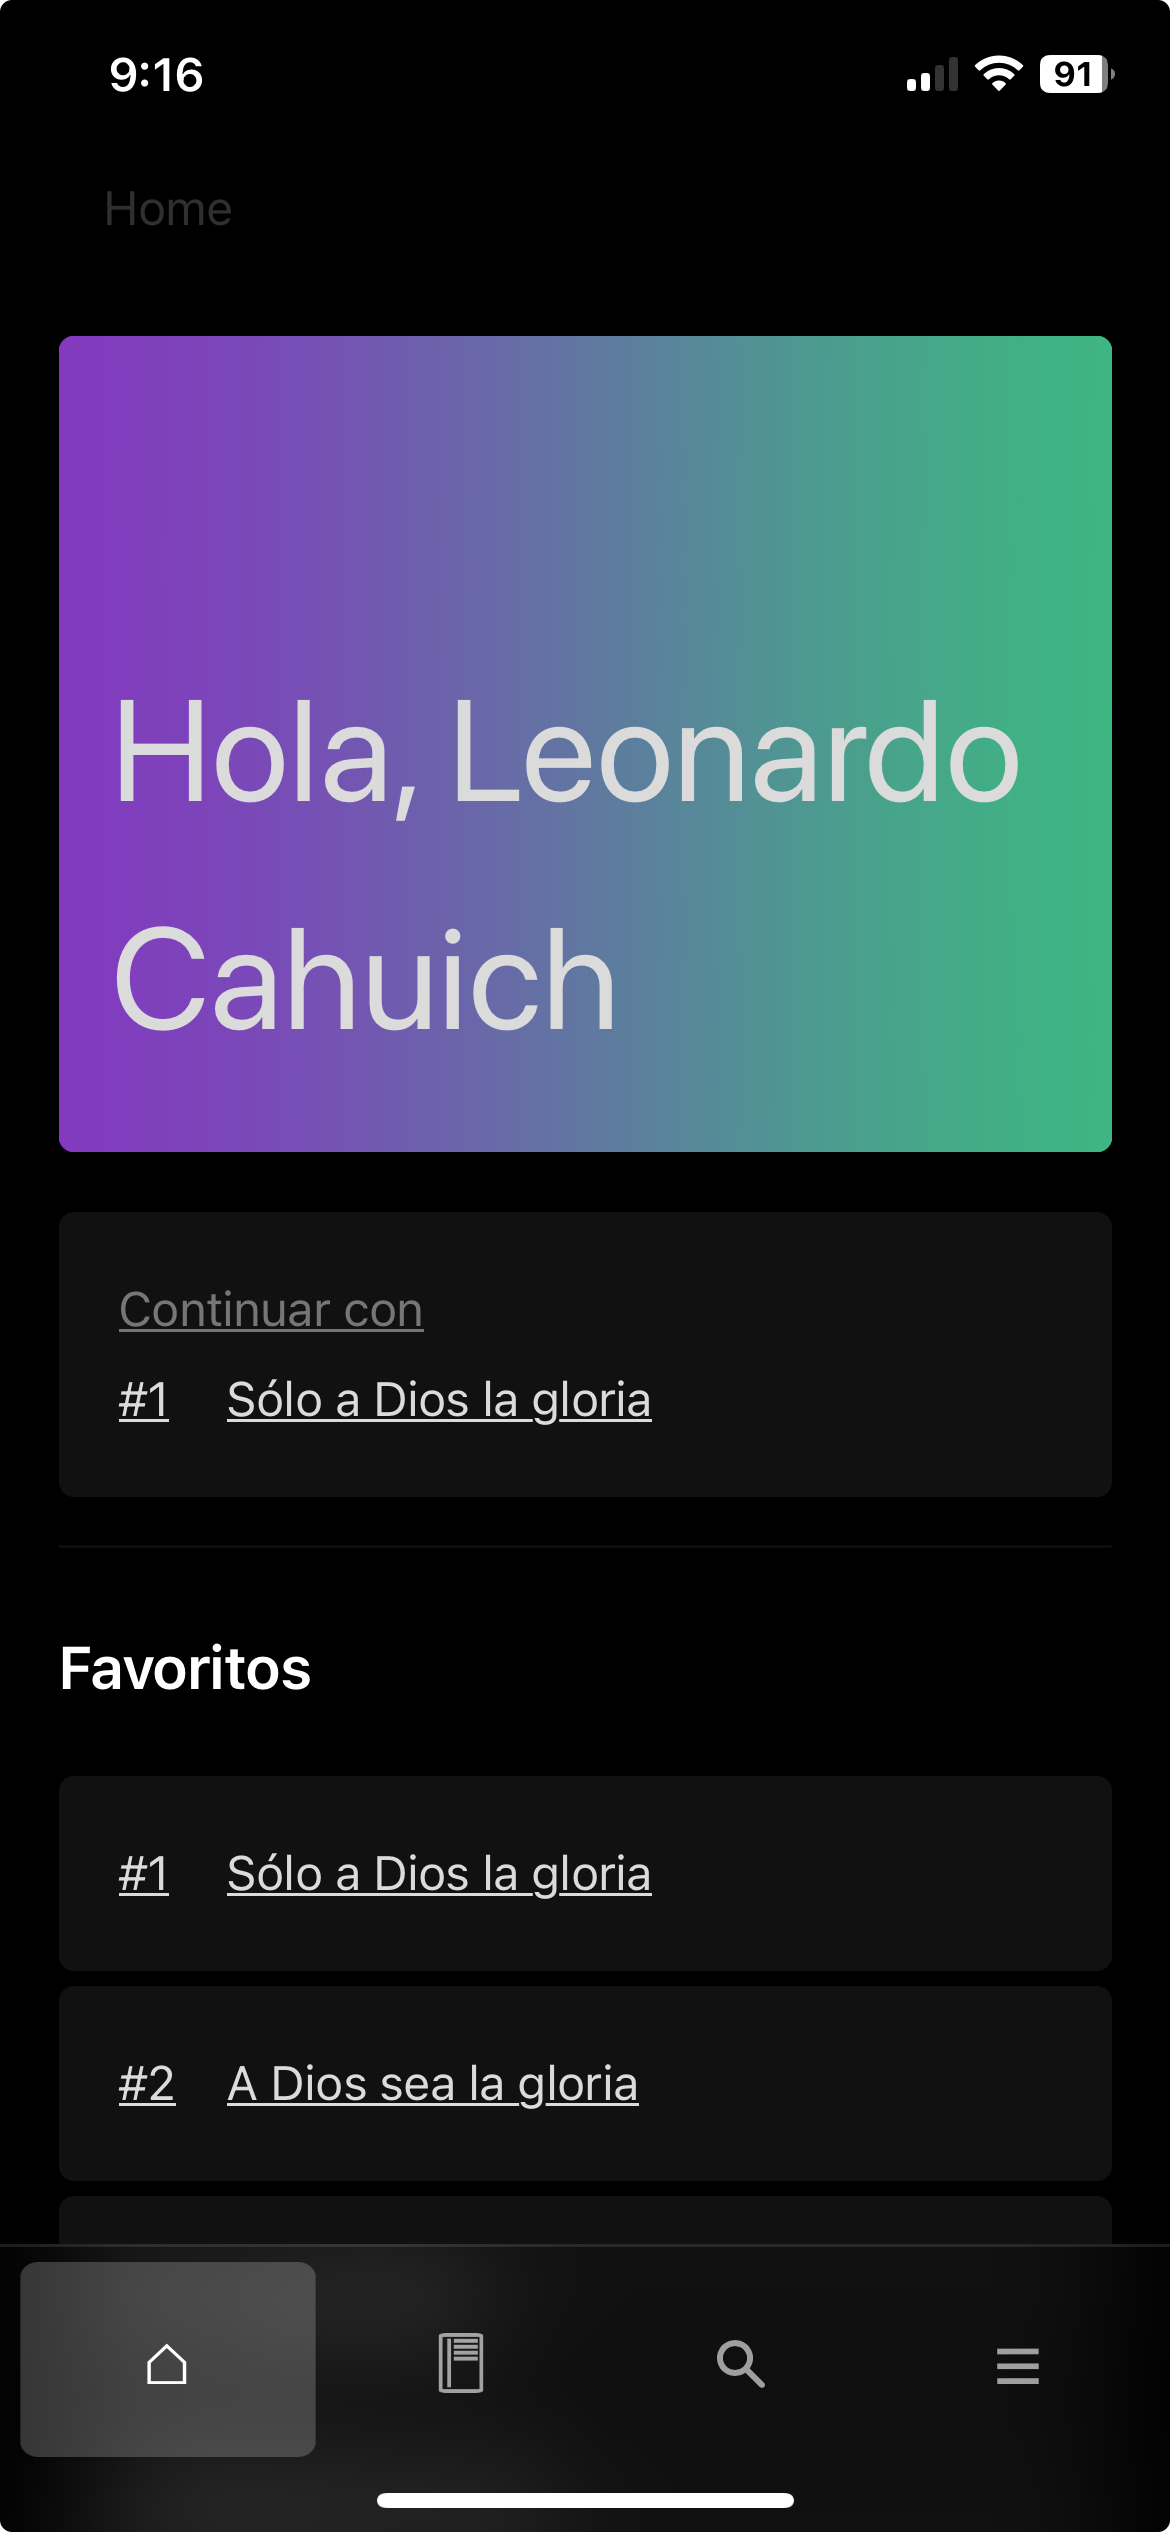 9:16
91
Home
Hola, Leonardo
Cahuich
Continuar con
#1 Sólo a Dios la gloria
Favoritos
#1 Sólo a Dios la gloria
#2 A Dios sea la gloria